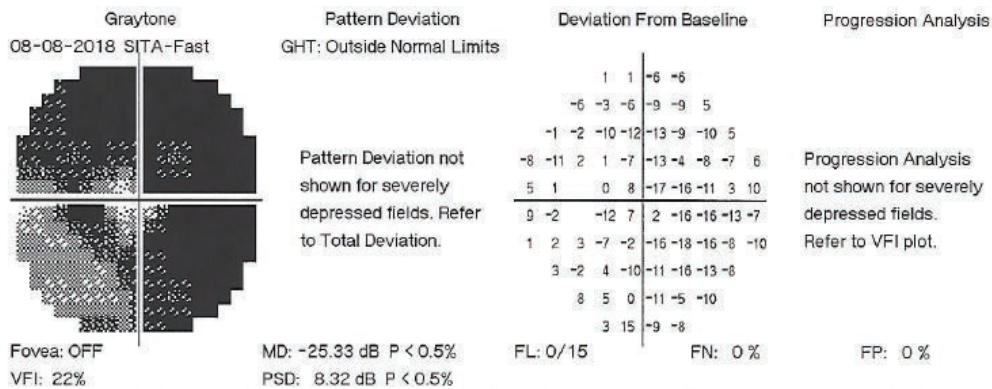 Graytone Pattern Deviation Deviation From Baseline Progression Analysis
08-08-2018 SITA-Fast GHT: Outside Normal Limits
1 1 -6 -6
-6 -3 -6 -9 -9 5
-1 -2 -10 -12 -13 -9 -10 5
-8 -11 2 1 -7 -13 -4 -8 -7 6
5 1 0 8 -17 -16 -11 3 10
9 -2 -12 7 2 -16 -16 -13 -7
1 2 3 -7 -2 -16 -18 -16 -8 -10
3 -2 4 -10 -11 -16 -13 -8
8 5 0 -11 -5 -10
3 15 -9 -8
Pattern Deviation not
shown for severely
depressed fields. Refer
to Total Deviation.
Progression Analysis
not shown for severely
depressed fields.
Refer to VFI plot.
Fovea: OFF MD: -25.33 dB P < 0.5% FL: 0/15 FN: 0 % FP: 0 %
VFI: 22% PSD: 8.32 dB P < 0.5%